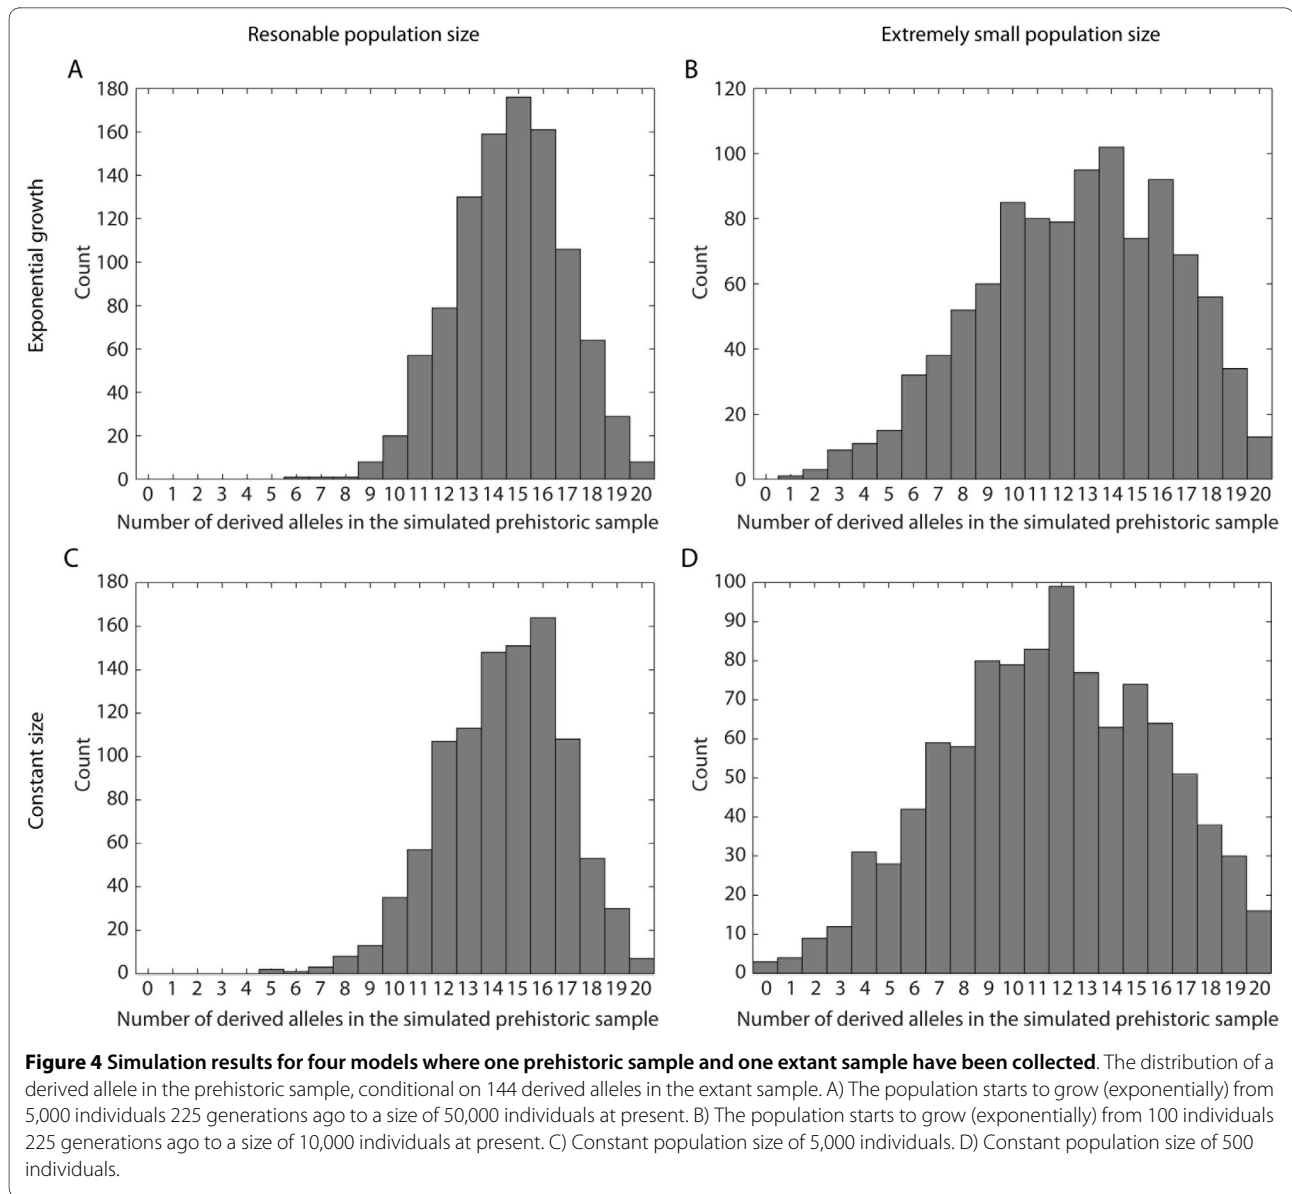 Resonable population size
Extremely small population size
A
180
160
140
120
100
80
60
40
20
0
Count
Exponential growth
0 1 2 3 4 5 6 7 8 9 10 11 12 13 14 15 16 17 18 19 20
Number of derived alleles in the simulated prehistoric sample
B
120
100
80
60
40
20
0
Count
0 1 2 3 4 5 6 7 8 9 10 11 12 13 14 15 16 17 18 19 20
Number of derived alleles in the simulated prehistoric sample
C
180
160
140
120
100
80
60
40
20
0
Count
Constant size
0 1 2 3 4 5 6 7 8 9 10 11 12 13 14 15 16 17 18 19 20
Number of derived alleles in the simulated prehistoric sample
D
100
90
80
70
60
50
40
30
20
10
0
Count
0 1 2 3 4 5 6 7 8 9 10 11 12 13 14 15 16 17 18 19 20
Number of derived alleles in the simulated prehistoric sample
Figure 4 Simulation results for four models where one prehistoric sample and one extant sample have been collected. The distribution of a
derived allele in the prehistoric sample, conditional on 144 derived alleles in the extant sample. A) The population starts to grow (exponentially) from
5,000 individuals 225 generations ago to a size of 50,000 individuals at present. B) The population starts to grow (exponentially) from 100 individuals
225 generations ago to a size of 10,000 individuals at present. C) Constant population size of 5,000 individuals. D) Constant population size of 500
individuals.